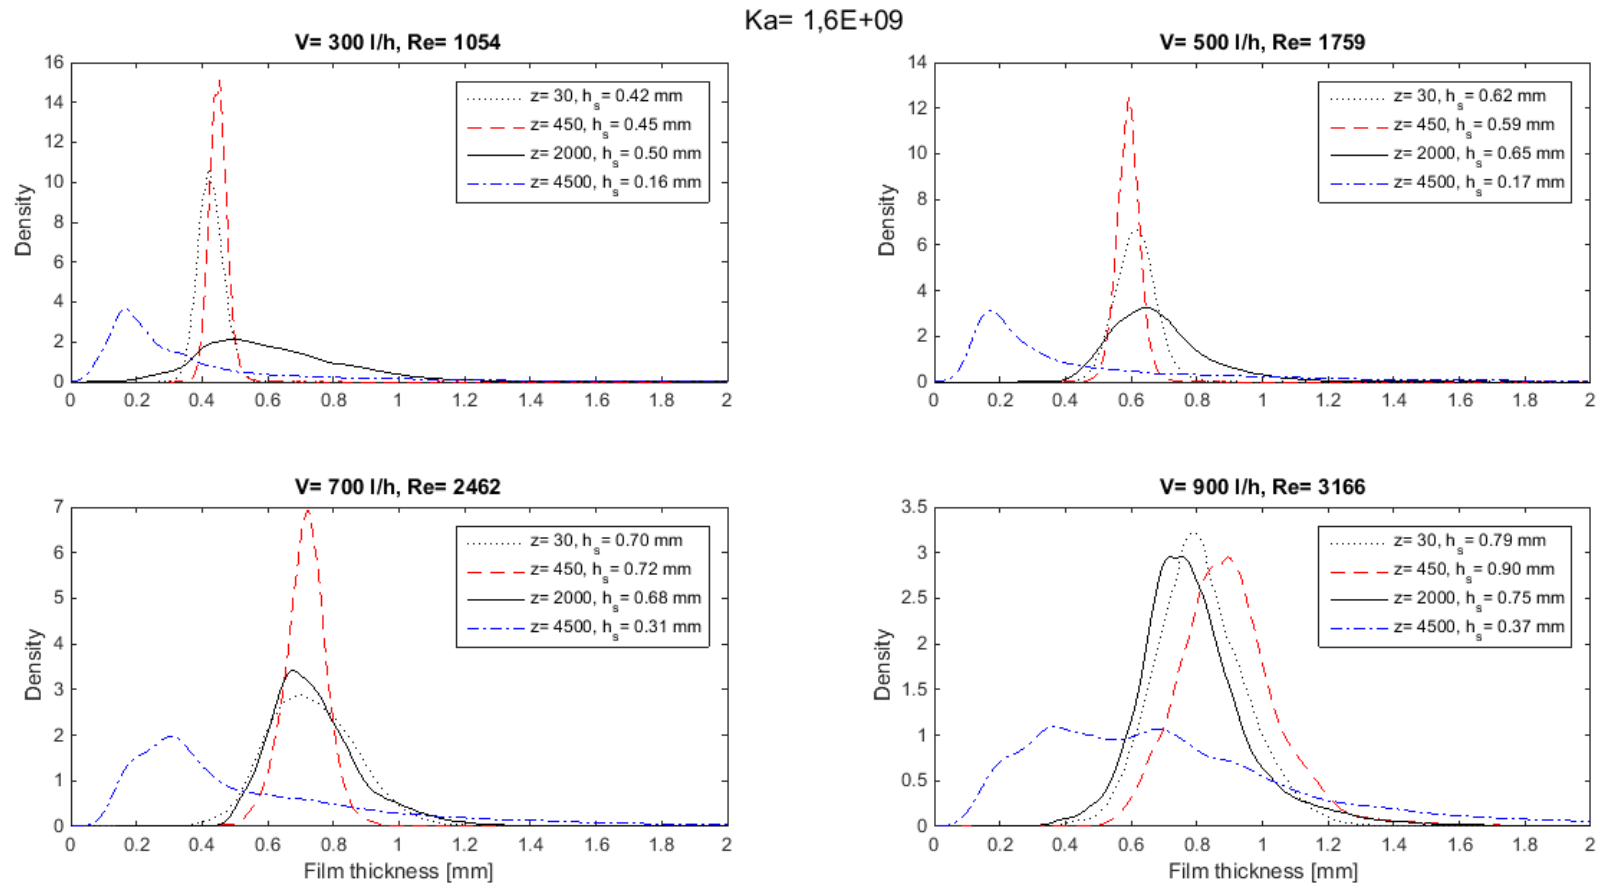 Ka= 1,6E+09
V= 300 l/h, Re= 1054
16
14
12
10
8
6
4
2
0
Density
z= 30, hs= 0.42 mm
z= 450, hs= 0.45 mm
z= 2000, hs= 0.50 mm
z= 4500, hs= 0.16 mm
0 0.2 0.4 0.6 0.8 1 1.2 1.4 1.6 1.8 2
V= 500 l/h, Re= 1759
14
12
10
8
6
4
2
0
Density
z= 30, hs= 0.62 mm
z= 450, hs= 0.59 mm
z= 2000, hs= 0.65 mm
z= 4500, hs= 0.17 mm
0 0.2 0.4 0.6 0.8 1 1.2 1.4 1.6 1.8 2
V= 700 l/h, Re= 2462
7
6
5
4
3
2
1
0
Density
z= 30, hs= 0.70 mm
z= 450, hs= 0.72 mm
z= 2000, hs= 0.68 mm
z= 4500, hs= 0.31 mm
0 0.2 0.4 0.6 0.8 1 1.2 1.4 1.6 1.8 2
Film thickness [mm]
V= 900 l/h, Re= 3166
3.5
3
2.5
2
1.5
1
0.5
0
Density
z= 30, hs= 0.79 mm
z= 450, hs= 0.90 mm
z= 2000, hs= 0.75 mm
z= 4500, hs= 0.37 mm
0 0.2 0.4 0.6 0.8 1 1.2 1.4 1.6 1.8 2
Film thickness [mm]